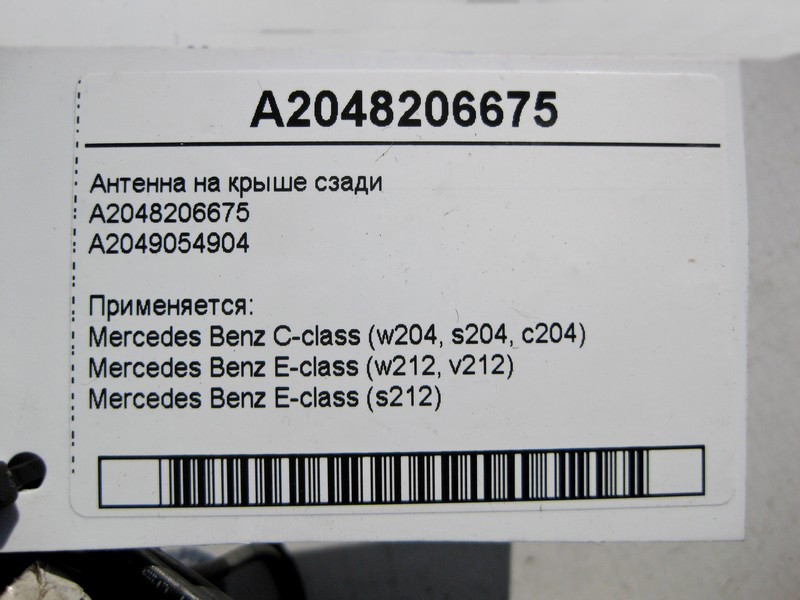 A2048206675
Антенна на крыше сзади
A2048206675
A2049054904
Применяется:
Mercedes Benz C-class (w204, s204, c204)
Mercedes Benz E-class (w212, v212)
Mercedes Benz E-class (s212)